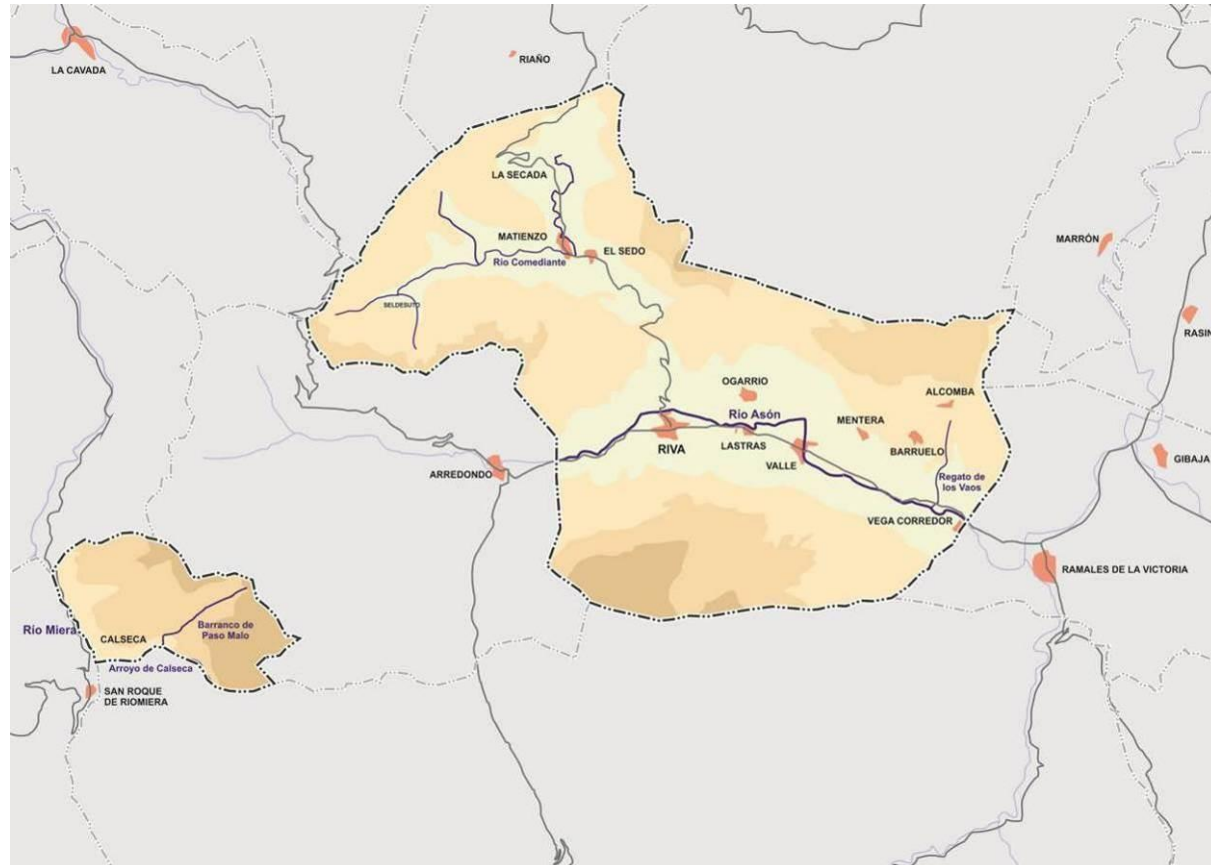 RIAÑO
LA CAVADA
LA SECADA
MATIENZO
EL SEDO
MARRÓN
Río Comediante
SELDESUTO
RASIN
OGARRIO
ALCOMBA
Río Asón
MENTERA
RIVA
LASTRAS
BARRUELO
VALLE
GIBAJA
ARREDONDO
Regato de
los Vaos
VEGA CORREDOR
RAMALES DE LA VICTORIA
Río Miera
Barranco de
Paso Malo
CALSECA
Arroyo de Calseca
SAN ROQUE
DE RIOMIERA